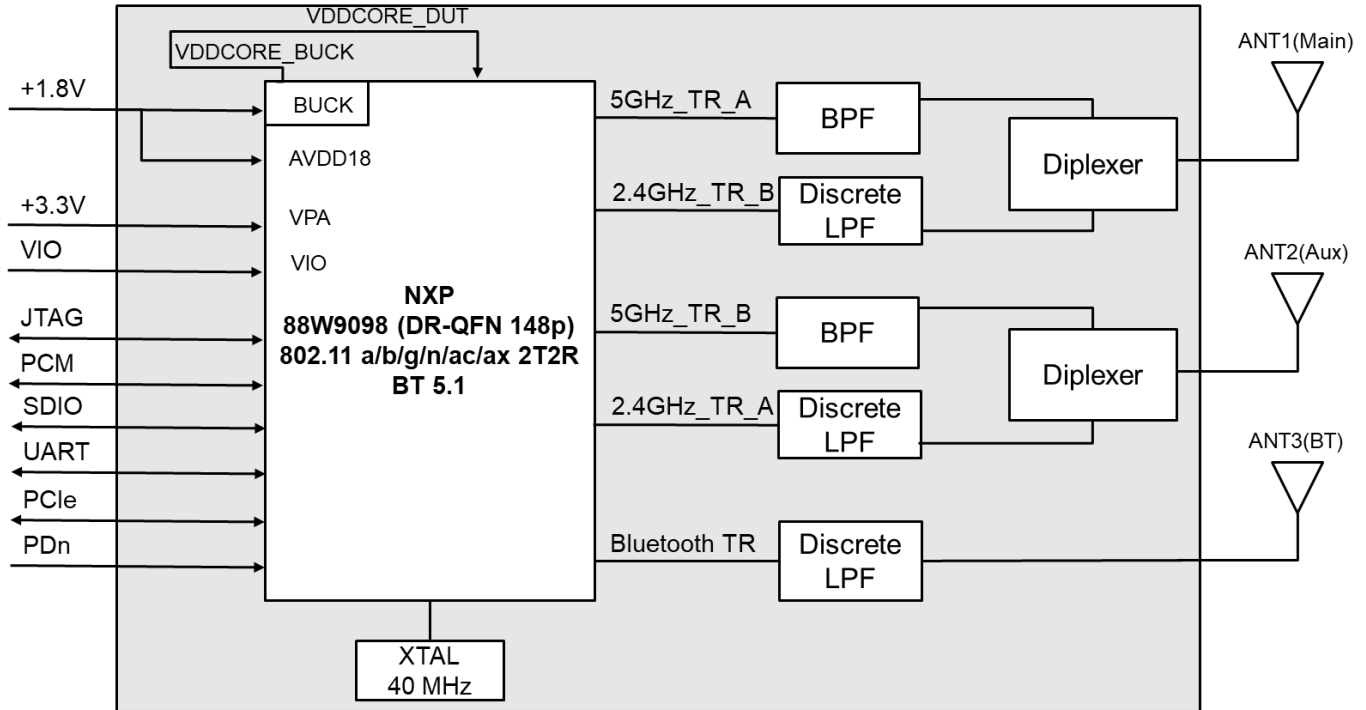 VDDCORE_DUT
VDDCORE_BUCK
+1.8V
BUCK
AVDD18
+3.3V
VPA
VIO
VIO
JTAG
PCM
SDIO
UART
PCIe
PDn
NXP
88W9098 (DR-QFN 148p)
802.11 a/b/g/n/ac/ax 2T2R
BT 5.1
XTAL
40 MHz
5GHz_TR_A
BPF
2.4GHz_TR_B
Discrete
LPF
Diplexer
ANT1(Main)
5GHz_TR_B
BPF
2.4GHz_TR_A
Discrete
LPF
Diplexer
ANT2(Aux)
Bluetooth TR
Discrete
LPF
ANT3(BT)